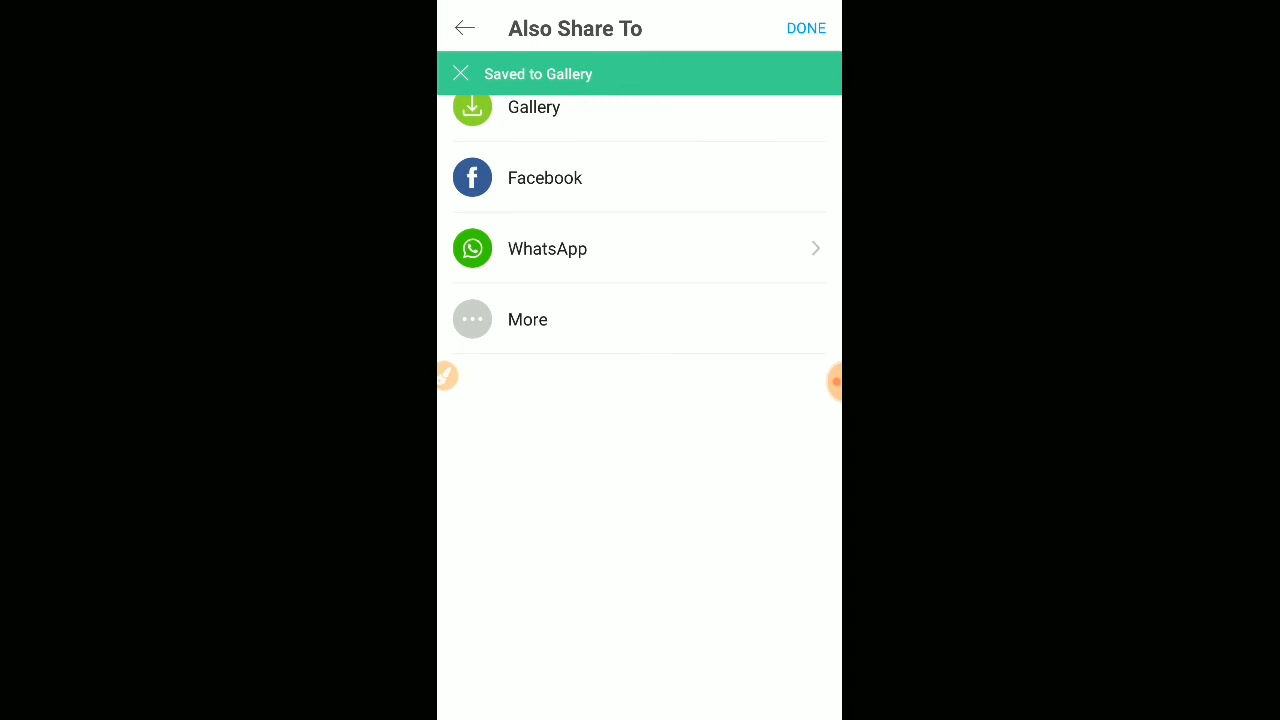 Also Share To
DONE
Saved to Gallery
Gallery
Facebook
WhatsApp
More